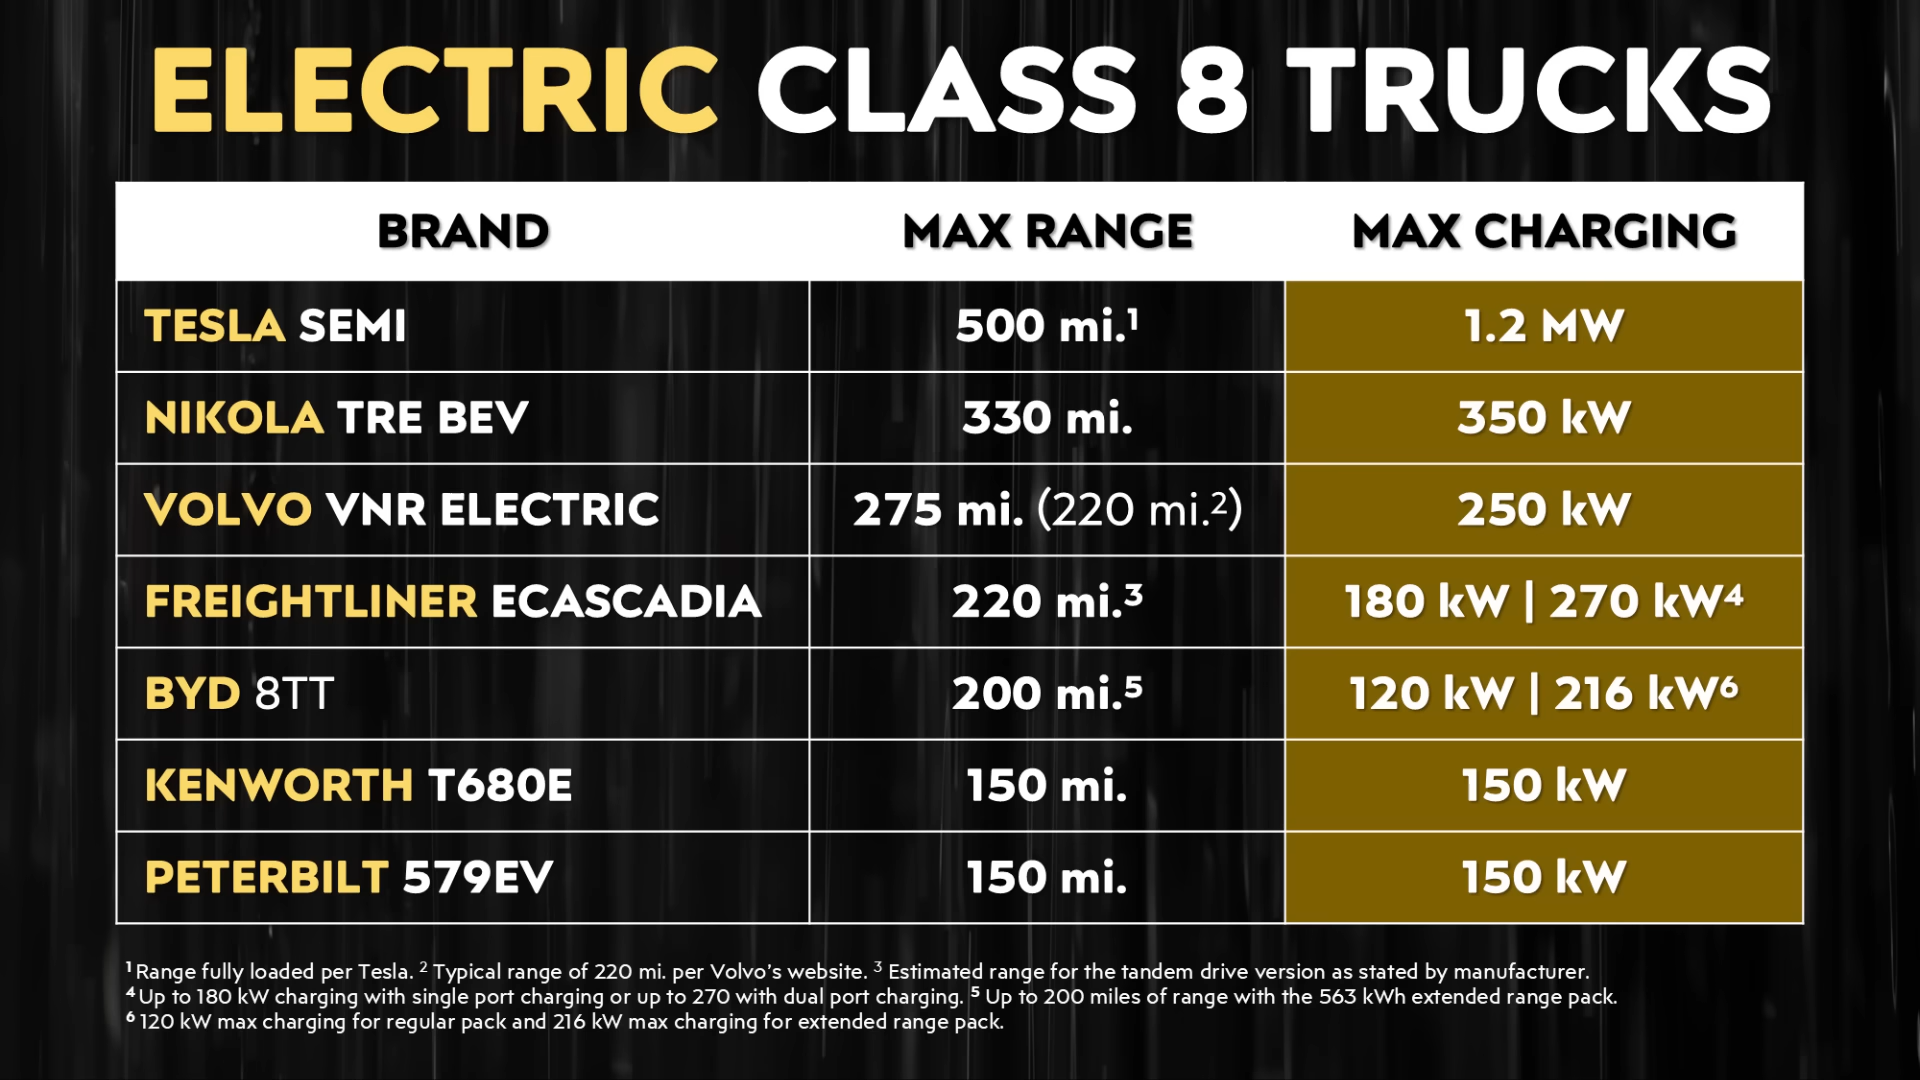 ELECTRIC CLASS 8 TRUCKS
BRAND MAX RANGE MAX CHARGING
TESLA SEMI 500 mi.¹ 1.2 MW
NIKOLA TRE BEV 330 mi. 350 kW
VOLVO VNR ELECTRIC 275 mi. (220 mi.²) 250 kW
FREIGHTLINER ECASCADIA 220 mi.³ 180 kW | 270 kW⁴
BYD 8TT 200 mi.⁵ 120 kW | 216 kW⁶
KENWORTH T680E 150 mi. 150 kW
PETERBILT 579EV 150 mi. 150 kW
¹ Range fully loaded per Tesla. ² Typical range of 220 mi. per Volvo's website. ³ Estimated range for the tandem drive version as stated by manufacturer.
⁴ Up to 180 kW charging with single port charging or up to 270 with dual port charging. ⁵ Up to 200 miles of range with the 563 kWh extended range pack.
⁶ 120 kW max charging for regular pack and 216 kW max charging for extended range pack.